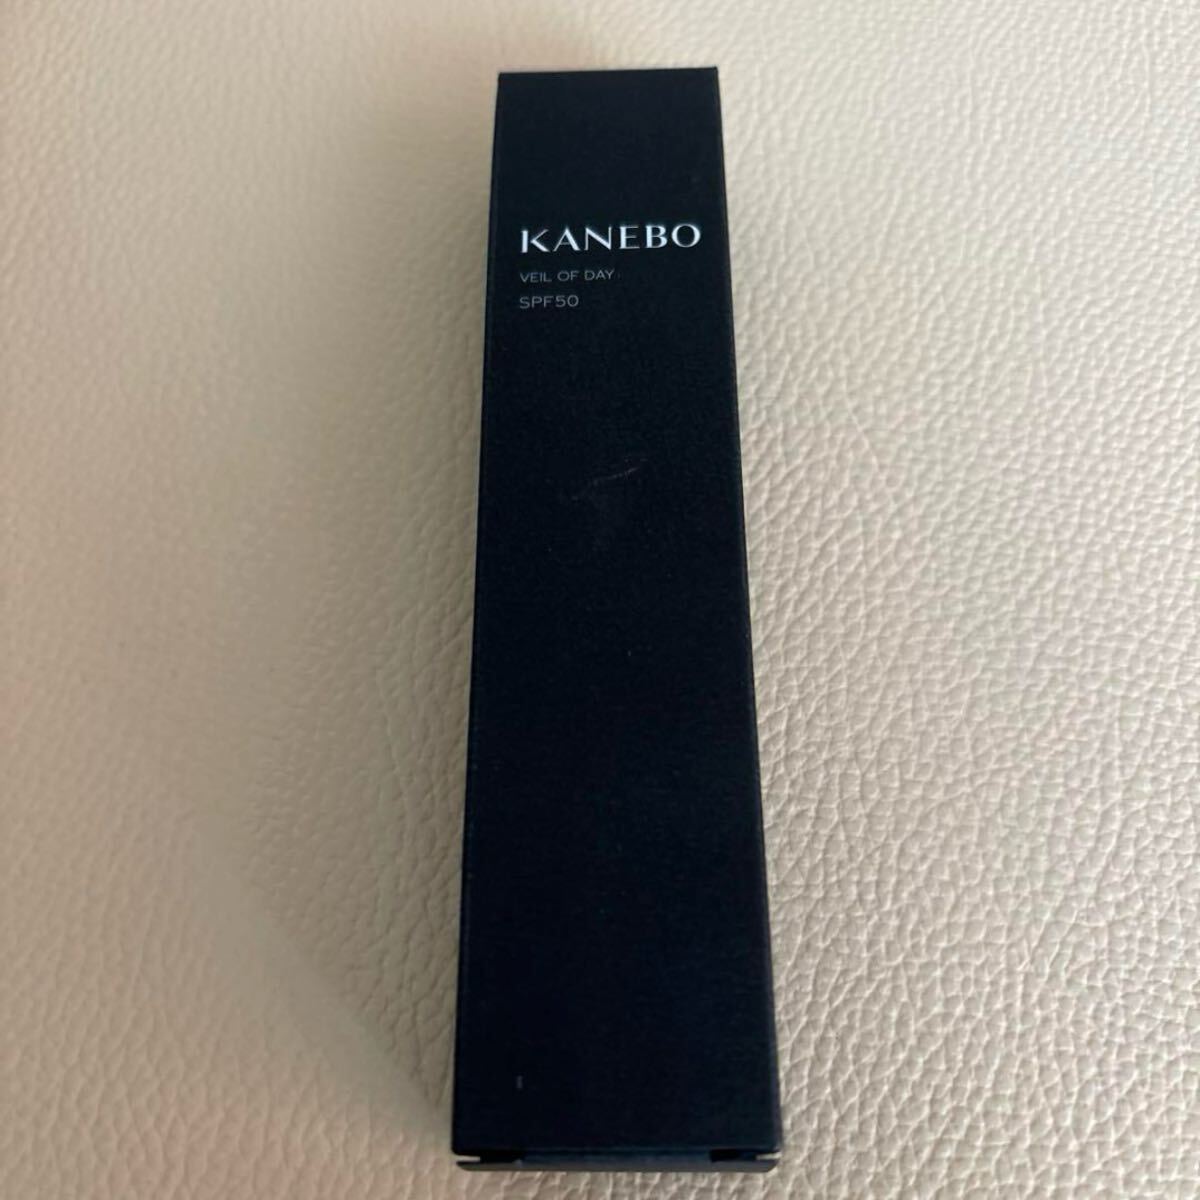 KANEBO
VEIL OF DAY
SPF50